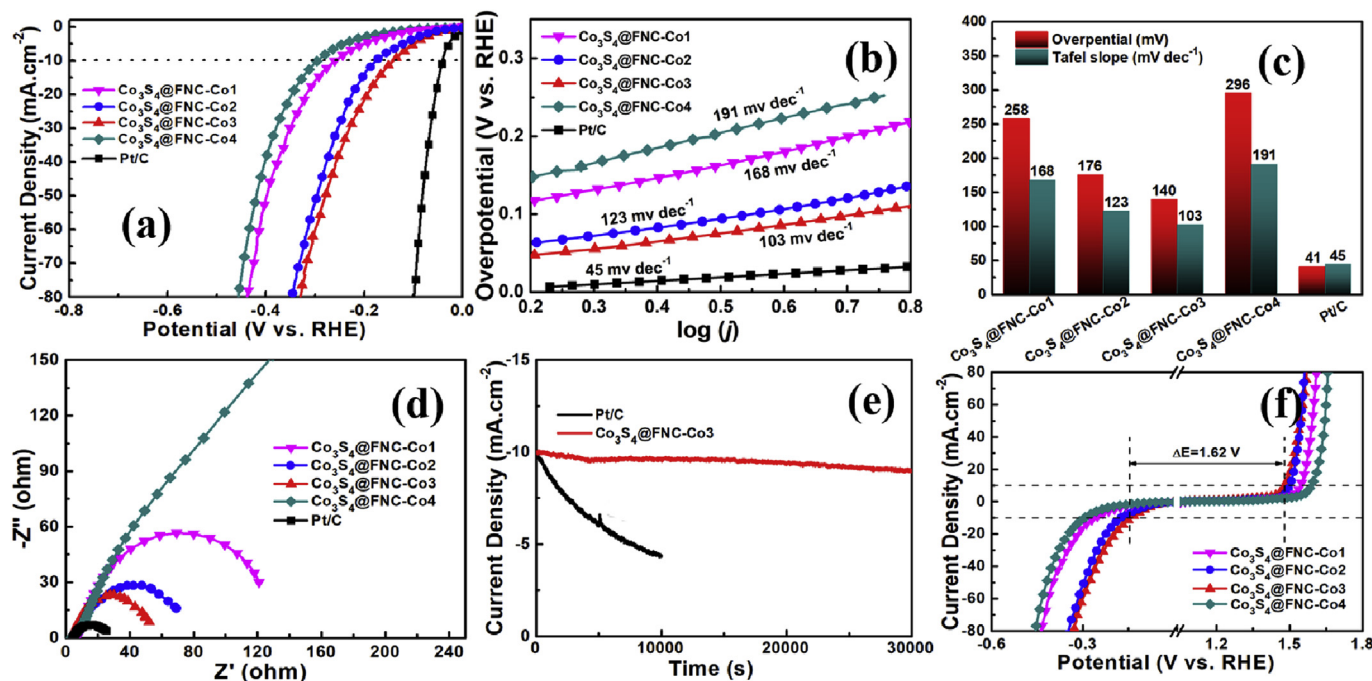 (a)
Current Density (mA.cm⁻²)
0
-10
-20
-30
-40
-50
-60
-70
-80
Co₃S₄@FNC-Co1
Co₃S₄@FNC-Co2
Co₃S₄@FNC-Co3
Co₃S₄@FNC-Co4
Pt/C
-0.8 -0.6 -0.4 -0.2 0.0
Potential (V vs. RHE)
(b)
Overpotential (V vs. RHE)
0.3
0.2
0.1
0.0
Co₃S₄@FNC-Co1
Co₃S₄@FNC-Co2
Co₃S₄@FNC-Co3
Co₃S₄@FNC-Co4
Pt/C
191 mv dec⁻¹
168 mv dec⁻¹
123 mv dec⁻¹
103 mv dec⁻¹
45 mv dec⁻¹
0.2 0.3 0.4 0.5 0.6 0.7 0.8
log (j)
(c)
400
350
300
250
200
150
100
50
0
Overpential (mV)
Tafel slope (mV dec⁻¹)
258
168
176
123
140
103
296
191
41 45
Co₃S₄@FNC-Co1
Co₃S₄@FNC-Co2
Co₃S₄@FNC-Co3
Co₃S₄@FNC-Co4
Pt/C
(d)
-Z'' (ohm)
-150
-120
-90
-60
-30
0
Co₃S₄@FNC-Co1
Co₃S₄@FNC-Co2
Co₃S₄@FNC-Co3
Co₃S₄@FNC-Co4
Pt/C
0 40 80 120 160 200 240
Z' (ohm)
(e)
Current Density (mA.cm⁻²)
-15
-10
-5
0
Pt/C
Co₃S₄@FNC-Co3
0 10000 20000 30000
Time (s)
(f)
Current Density (mA.cm⁻²)
80
60
40
20
0
-20
-40
-60
-80
ΔE=1.62 V
Co₃S₄@FNC-Co1
Co₃S₄@FNC-Co2
Co₃S₄@FNC-Co3
Co₃S₄@FNC-Co4
-0.6 -0.3 1.2 1.5 1.8
Potential (V vs. RHE)